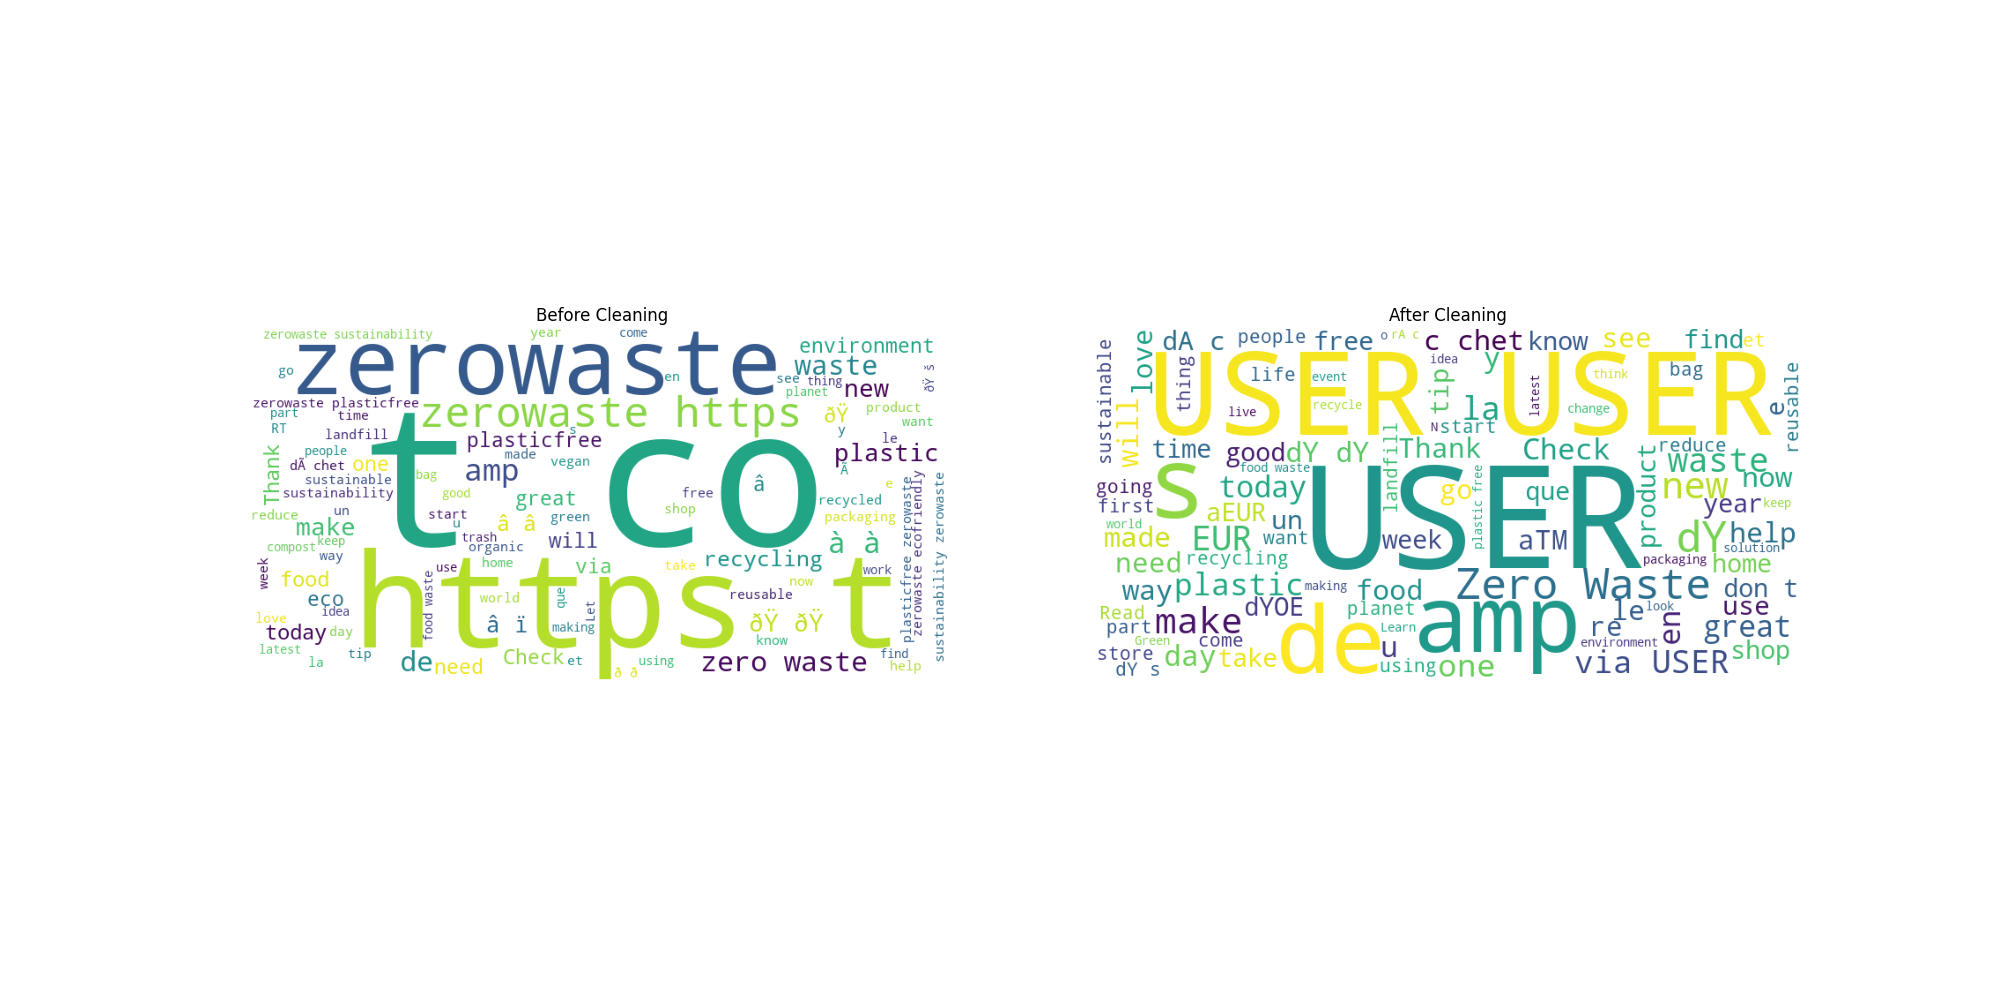 Before Cleaning
zerowaste sustainability
year
come
zerowaste
environment
go
en
waste
see
thing
new
ðŸ š
planet
zerowaste plasticfree
zerowaste https
ðŸ
product
part
time
want
RT
landfill
s
y
plasticfree
le
people
made
plastic
Thank
dÃ chet
one
amp
vegan
Ã
t co
bag
â
sustainable
sustainability
good
great
free
recycled
e
un
shop
reduce
start
green
packaging
make
u
â â
will
à à
trash
keep
compost
organic
way
recycling
week
home
via
take
work
use
food
now
https t
world
reusable
eco
que
idea
food waste
Let
love
â ï
making
ðŸ ðŸ
today
day
know
latest
tip
Check
find
la
de
need
et
using
zero waste
help
ð ð
plasticfree zerowaste
zerowaste ecofriendly
sustainability zerowaste
After Cleaning
sustainable
love
dA c
people
free
o
rA c
c chet
know
see
find
et
USER USER
thing
life
event
idea
y
think
bag
tip
latest
reusable
live
recycle
la
change
e
will
N
start
time
good
dY dY
landfill
Thank
Check
reduce
s
food waste
waste
going
today
USER
go
plastic free
que
product
new
now
first
aEUR
year
keep
world
un
made
EUR
want
week
aTM
dY
help
solution
need
recycling
packaging
home
way
plastic
making
food
Zero Waste
don t
Read
dYOE
planet
amp
le
look
use
part
make
de
Learn
re
en
great
Green
come
u
environment
store
day
take
shop
dY s
using
one
via USER